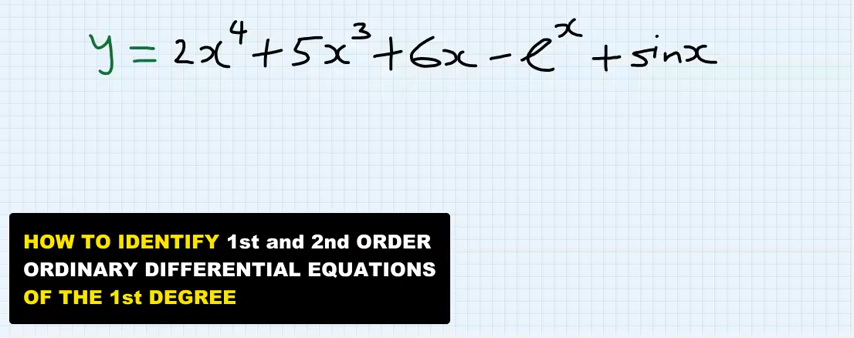 y = 2x⁴ + 5x³ + 6x - eˣ + sinx
HOW TO IDENTIFY 1st and 2nd ORDER
ORDINARY DIFFERENTIAL EQUATIONS
OF THE 1st DEGREE